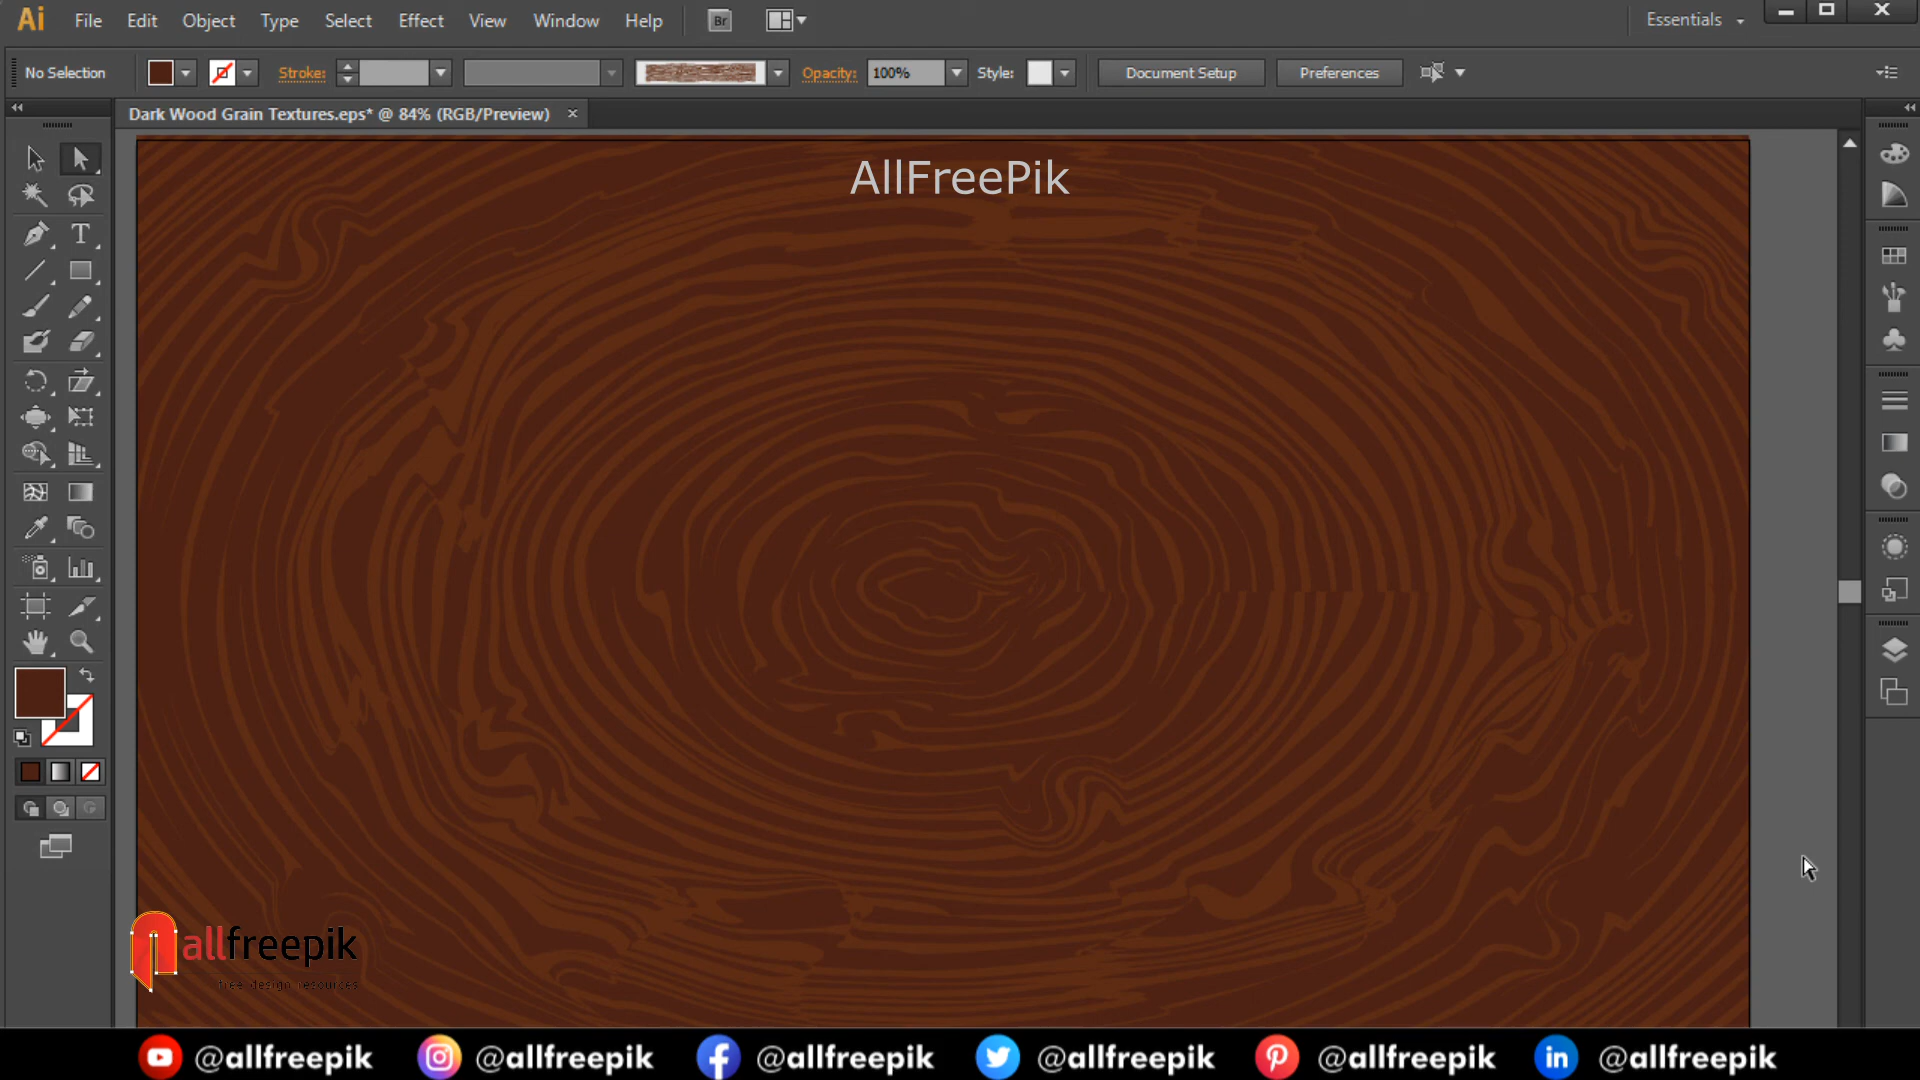 Ai File Edit Object Type Select Effect View Window Help Br Essentials
No Selection Stroke: Opacity: 100% Style: Document Setup Preferences
Dark Wood Grain Textures.eps* @ 84% (RGB/Preview)
AllFreePik
allfreepik
free design resources
@allfreepik @allfreepik @allfreepik @allfreepik @allfreepik @allfreepik